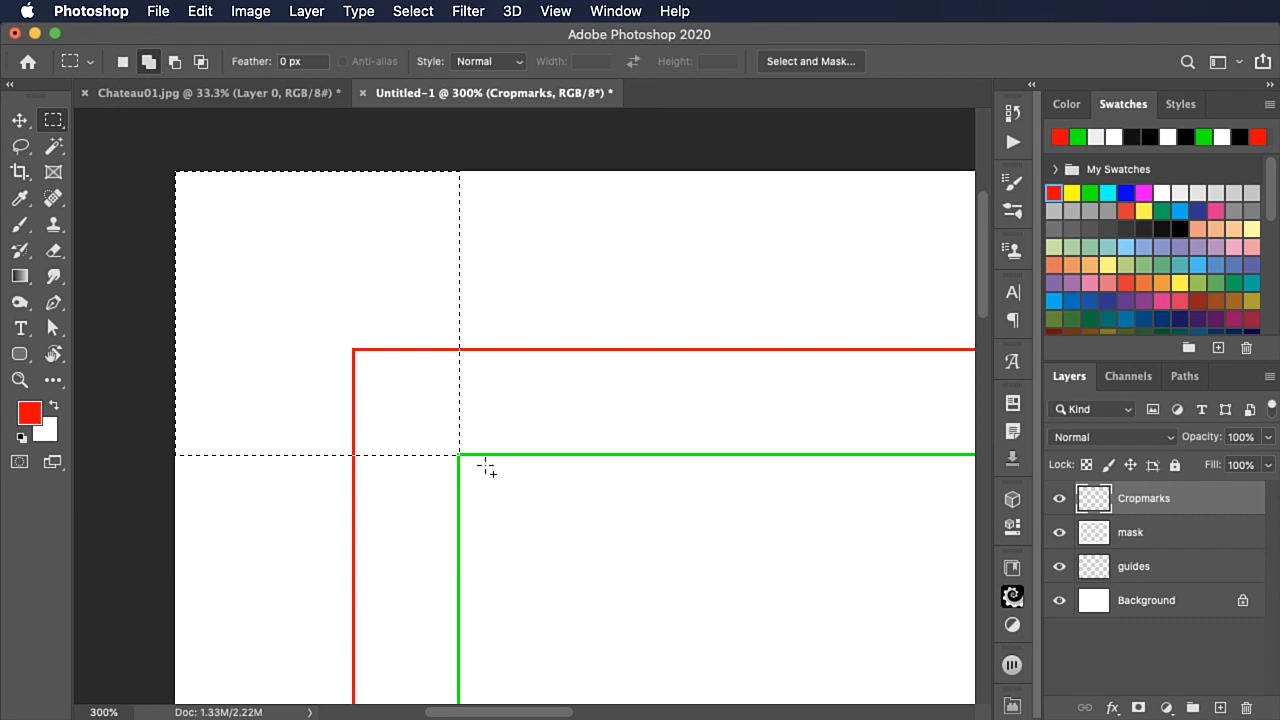 Photoshop File Edit Image Layer Type Select Filter 3D View Window Help
Adobe Photoshop 2020
Feather: 0 px Anti-alias Style: Normal Width: Height: Select and Mask...
Chateau01.jpg @ 33.3% (Layer 0, RGB/8#) * Untitled-1 @ 300% (Cropmarks, RGB/8*) *
Color Swatches Styles
My Swatches
Layers Channels Paths
Kind
Normal Opacity: 100%
Lock: Fill: 100%
Cropmarks
mask
guides
Background
300% Doc: 1.33M/2.22M